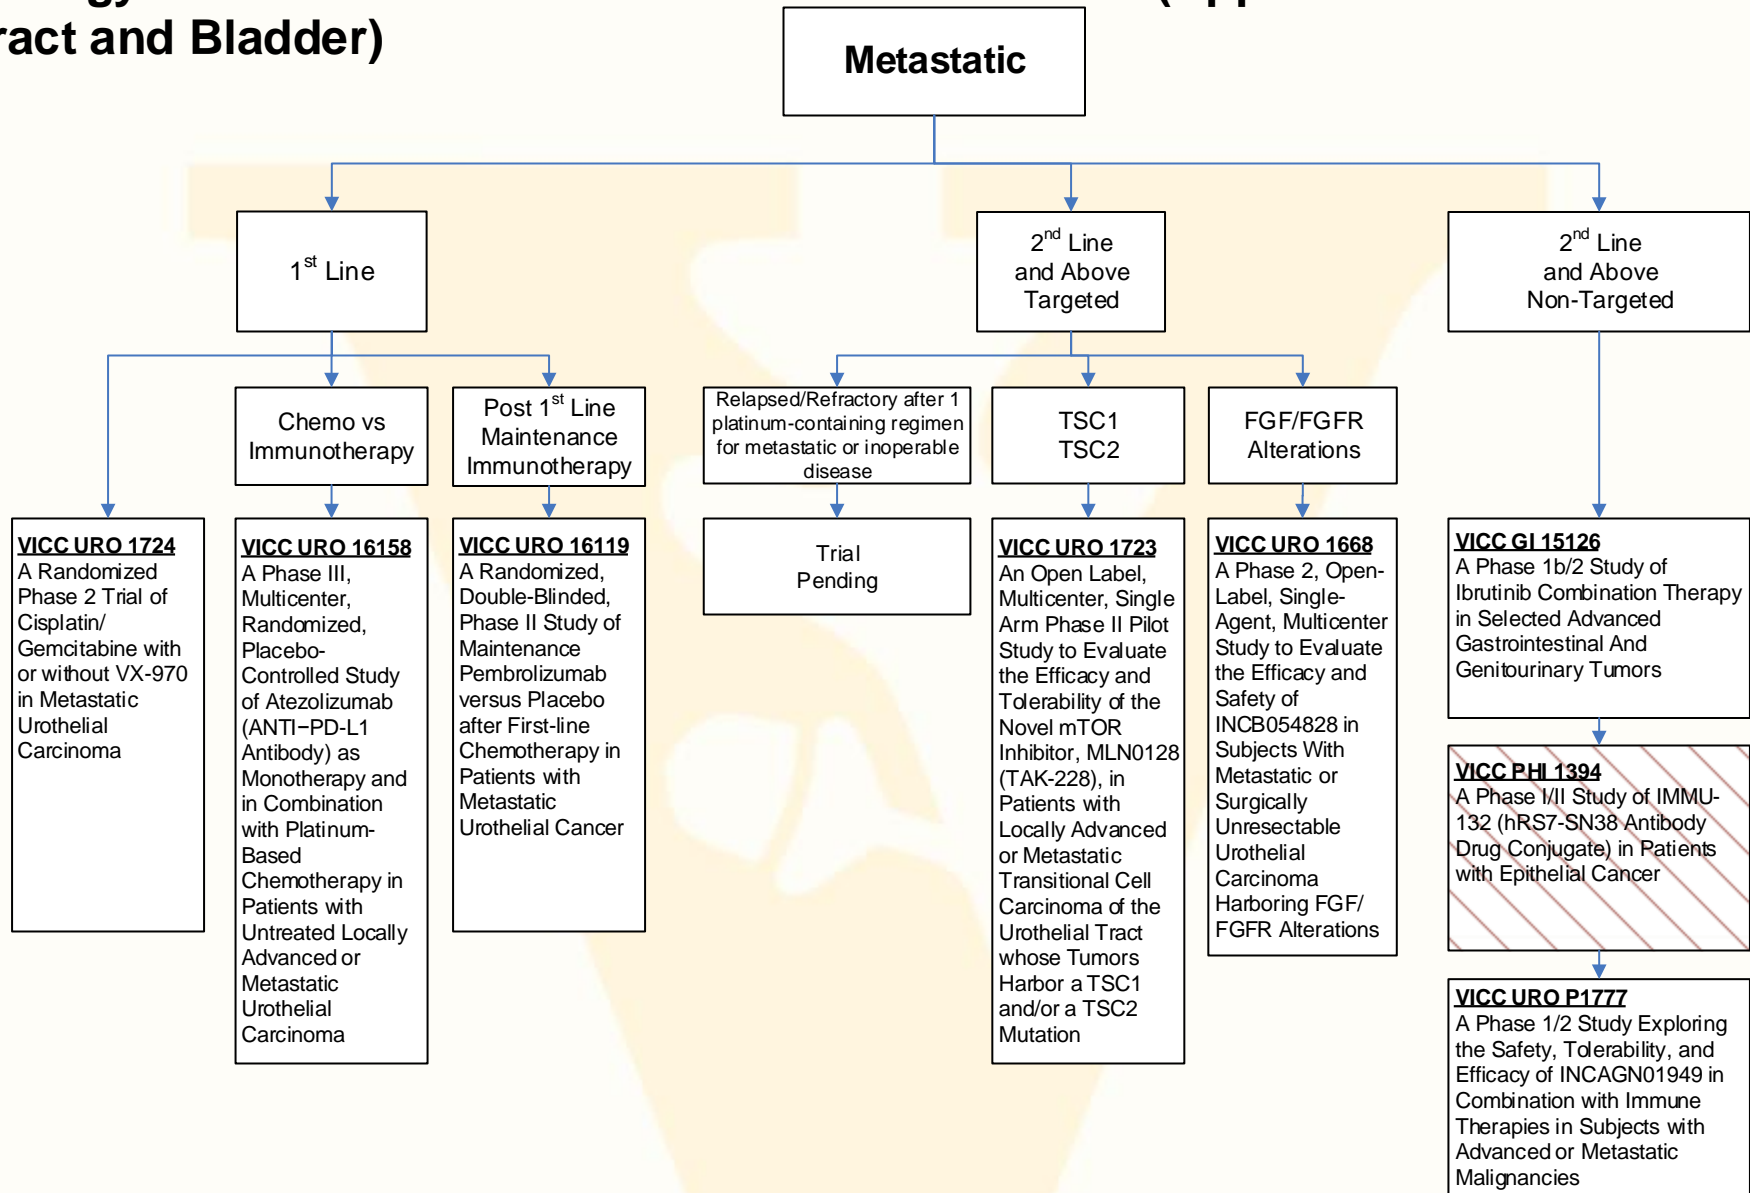 ract and Bladder)
Metastatic
1st Line
2nd Line
and Above
Targeted
2nd Line
and Above
Non-Targeted
Chemo vs
Immunotherapy
Post 1st Line
Maintenance
Immunotherapy
Relapsed/Refractory after 1
platinum-containing regimen
for metastatic or inoperable
disease
TSC1
TSC2
FGF/FGFR
Alterations
VICC URO 1724
A Randomized
Phase 2 Trial of
Cisplatin/
Gemcitabine with
or without VX-970
in Metastatic
Urothelial
Carcinoma
VICC URO 16158
A Phase III,
Multicenter,
Randomized,
Placebo-
Controlled Study
of Atezolizumab
(ANTI−PD-L1
Antibody) as
Monotherapy and
in Combination
with Platinum-
Based
Chemotherapy in
Patients with
Untreated Locally
Advanced or
Metastatic
Urothelial
Carcinoma
VICC URO 16119
A Randomized,
Double-Blinded,
Phase II Study of
Maintenance
Pembrolizumab
versus Placebo
after First-line
Chemotherapy in
Patients with
Metastatic
Urothelial Cancer
Trial
Pending
VICC URO 1723
An Open Label,
Multicenter, Single
Arm Phase II Pilot
Study to Evaluate
the Efficacy and
Tolerability of the
Novel mTOR
Inhibitor, MLN0128
(TAK-228), in
Patients with
Locally Advanced
or Metastatic
Transitional Cell
Carcinoma of the
Urothelial Tract
whose Tumors
Harbor a TSC1
and/or a TSC2
Mutation
VICC URO 1668
A Phase 2, Open-
Label, Single-
Agent, Multicenter
Study to Evaluate
the Efficacy and
Safety of
INCB054828 in
Subjects With
Metastatic or
Surgically
Unresectable
Urothelial
Carcinoma
Harboring FGF/
FGFR Alterations
VICC GI 15126
A Phase 1b/2 Study of
Ibrutinib Combination Therapy
in Selected Advanced
Gastrointestinal And
Genitourinary Tumors
VICC PHI 1394
A Phase I/II Study of IMMU-
132 (hRS7-SN38 Antibody
Drug Conjugate) in Patients
with Epithelial Cancer
VICC URO P1777
A Phase 1/2 Study Exploring
the Safety, Tolerability, and
Efficacy of INCAGN01949 in
Combination with Immune
Therapies in Subjects with
Advanced or Metastatic
Malignancies